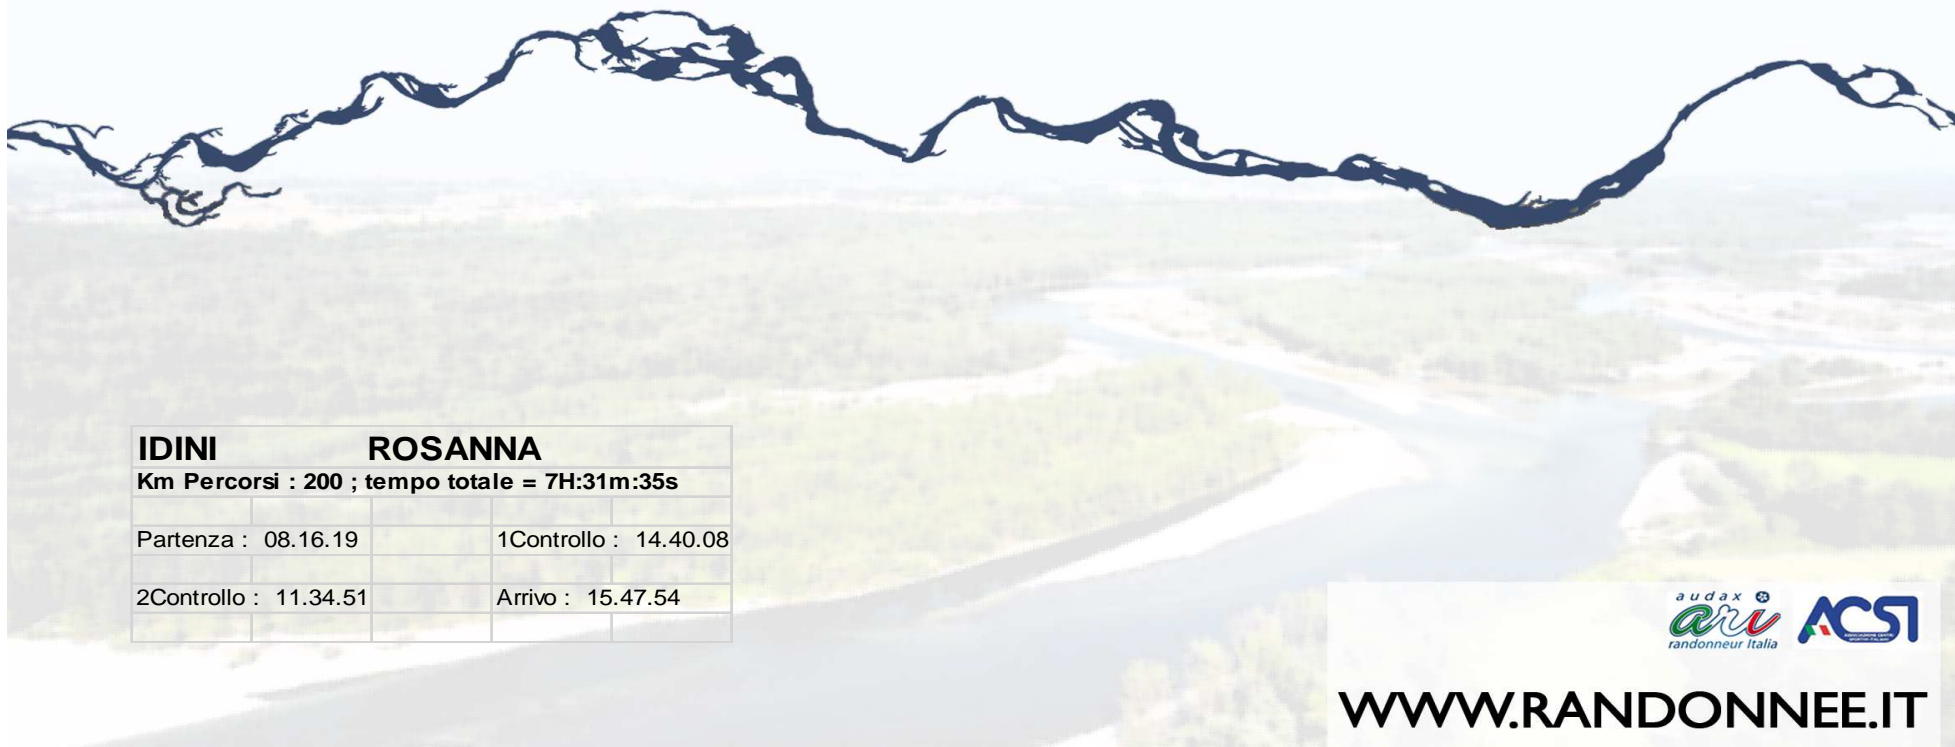 IDINI ROSANNA
Km Percorsi : 200 ; tempo totale = 7H:31m:35s
Partenza : 08.16.19 1Controllo : 14.40.08
2Controllo : 11.34.51 Arrivo : 15.47.54
audax
ari
randonneur Italia
ACSI
WWW.RANDONNEE.IT